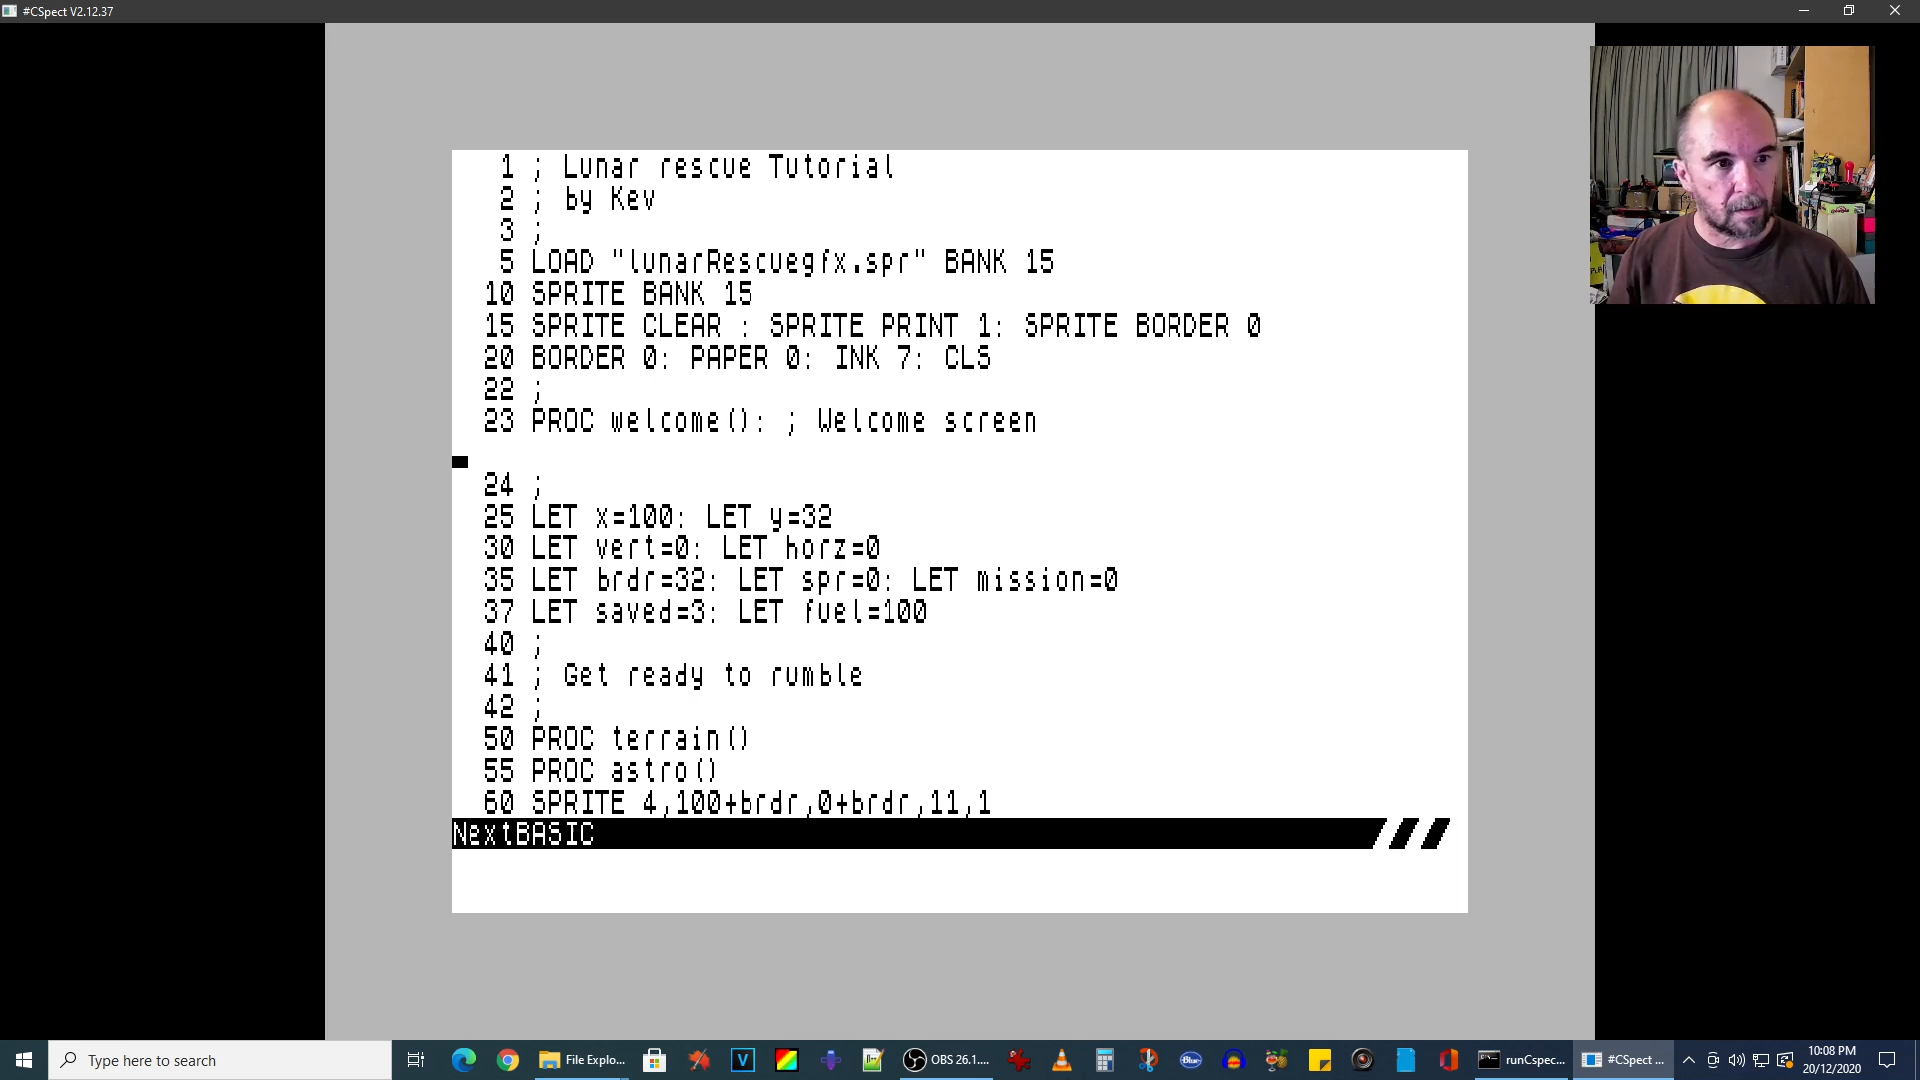 #CSpect V2.12.37
1 ; Lunar rescue Tutorial
2 ; by Kev
3 ;
5 LOAD "lunarRescuegfx.spr" BANK 15
10 SPRITE BANK 15
15 SPRITE CLEAR : SPRITE PRINT 1: SPRITE BORDER 0
20 BORDER 0: PAPER 0: INK 7: CLS
22 ;
23 PROC welcome(): ; Welcome screen
24 ;
25 LET x=100: LET y=32
30 LET vert=0: LET horz=0
35 LET brdr=32: LET spr=0: LET mission=0
37 LET saved=3: LET fuel=100
40 ;
41 ; Get ready to rumble
42 ;
50 PROC terrain()
55 PROC astro()
60 SPRITE 4,100+brdr,0+brdr,11,1
NextBASIC
Type here to search
File Explo...
V
OBS 26.1....
Blue
runCspec...
#CSpect ...
10:08 PM
20/12/2020